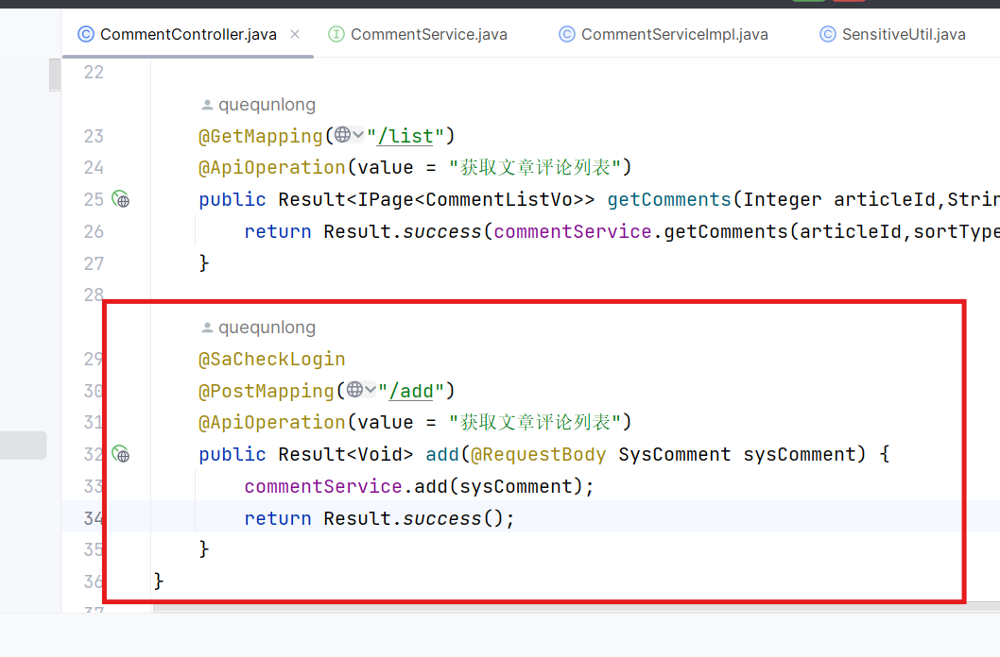 CommentController.java CommentService.java CommentServiceImpl.java SensitiveUtil.java
22
quequnlong
23 @GetMapping("/list")
24 @ApiOperation(value = "获取文章评论列表")
25 public Result<IPage<CommentListVo>> getComments(Integer articleId,Strin
26 return Result.success(commentService.getComments(articleId,sortType
27 }
28
quequnlong
29 @SaCheckLogin
30 @PostMapping("/add")
31 @ApiOperation(value = "获取文章评论列表")
32 public Result<Void> add(@RequestBody SysComment sysComment) {
33 commentService.add(sysComment);
34 return Result.success();
35 }
36 }
37